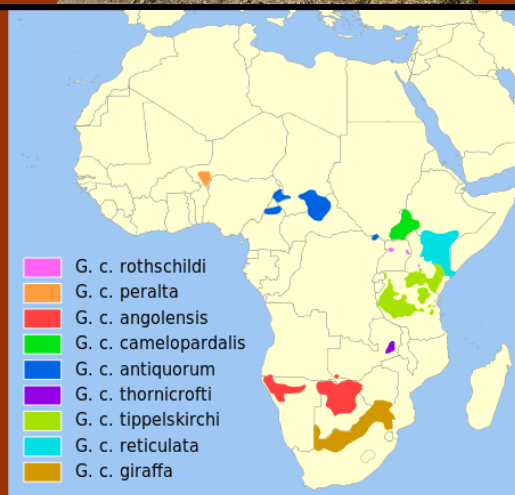 G. c. rothschildi
G. c. peralta
G. c. angolensis
G. c. camelopardalis
G. c. antiquorum
G. c. thornicrofti
G. c. tippelskirchi
G. c. reticulata
G. c. giraffa